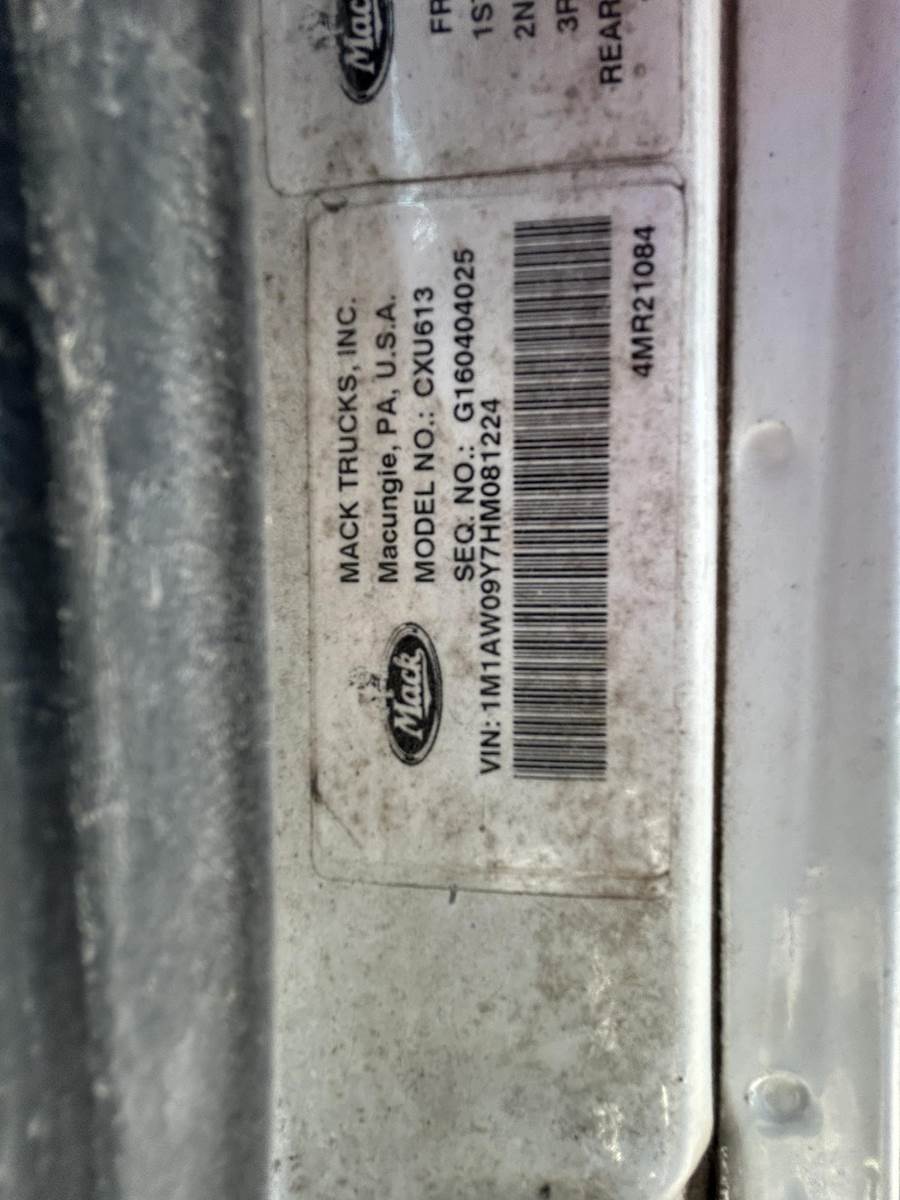 Mack
FR
1ST
2N
3R
REAR
MACK TRUCKS, INC.
Macungie, PA, U.S.A.
MODEL NO.: CXU613
SEQ. NO.: G160404025
Mack
VIN: 1M1AW09Y7HM081224
4MR21084